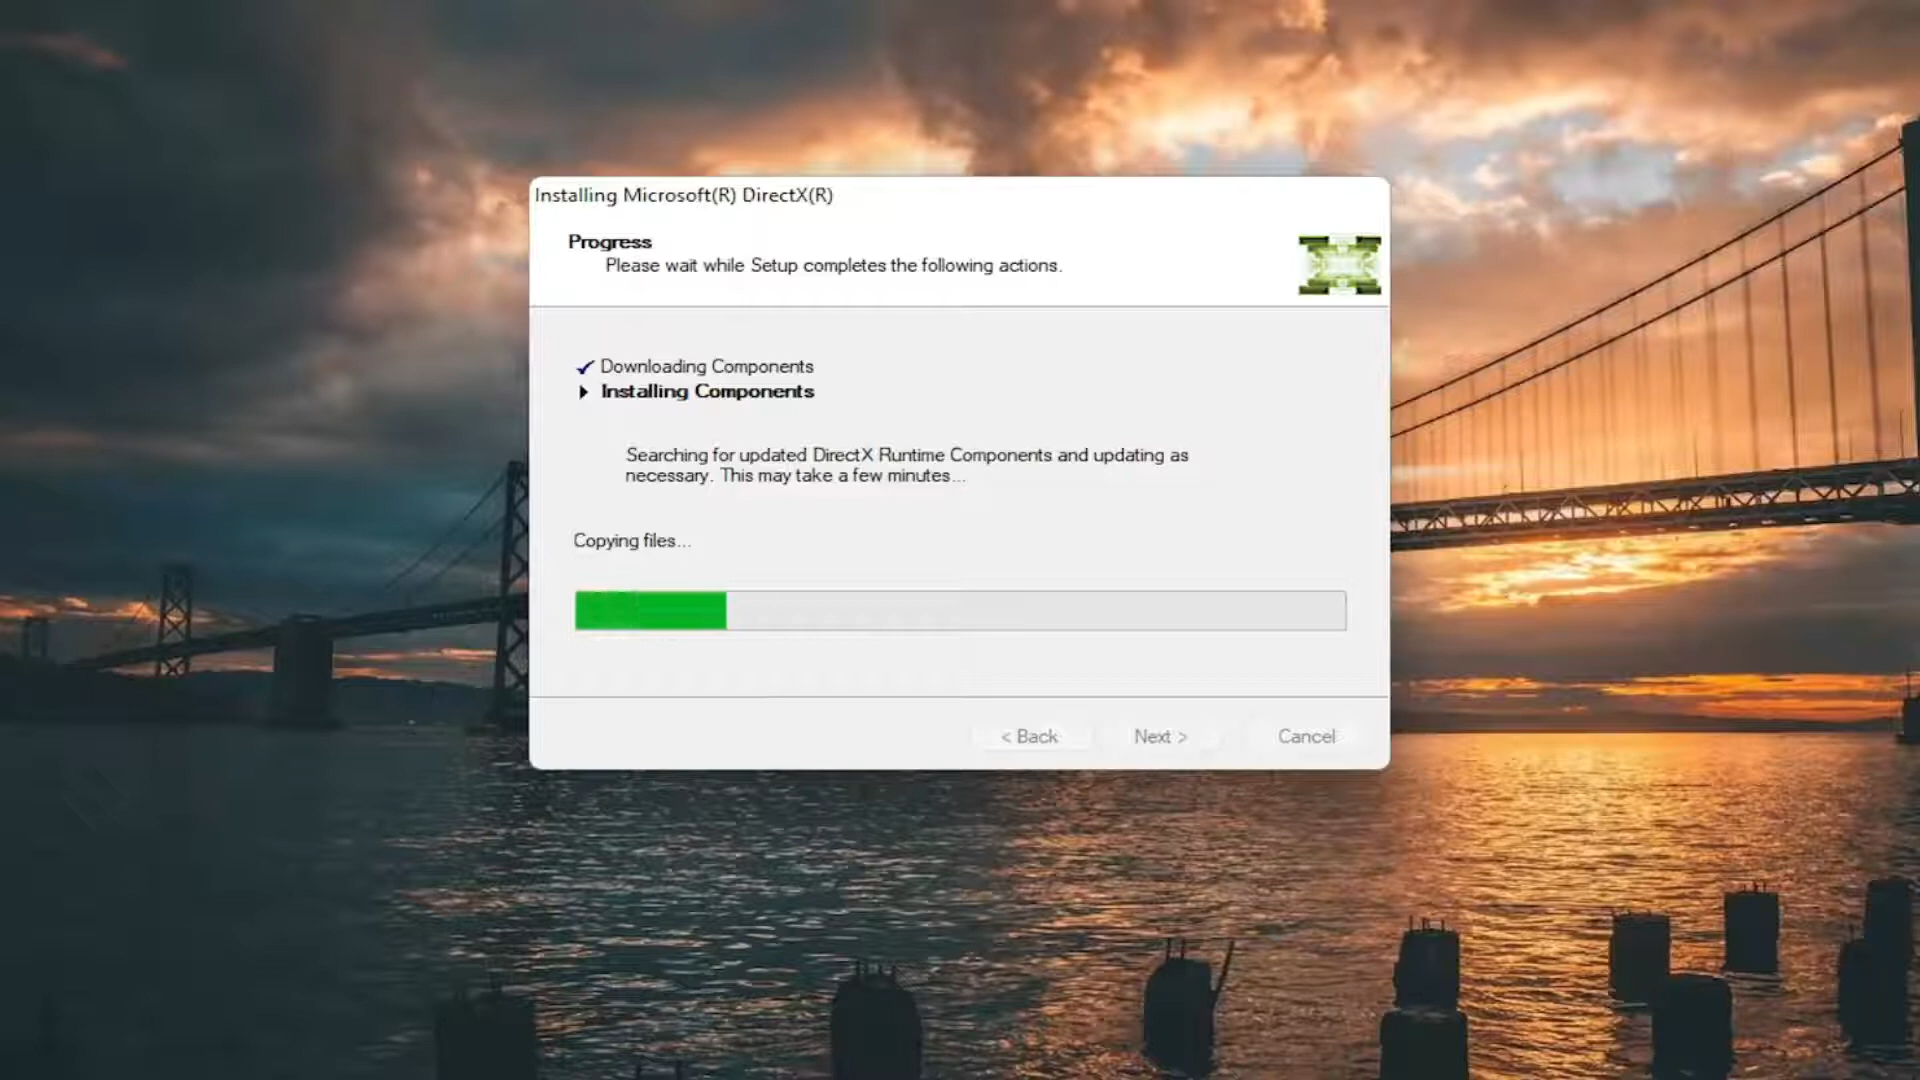 Installing Microsoft(R) DirectX(R)
Progress
Please wait while Setup completes the following actions.
Downloading Components
Installing Components
Searching for updated DirectX Runtime Components and updating as
necessary. This may take a few minutes...
Copying files...
< Back
Next >
Cancel